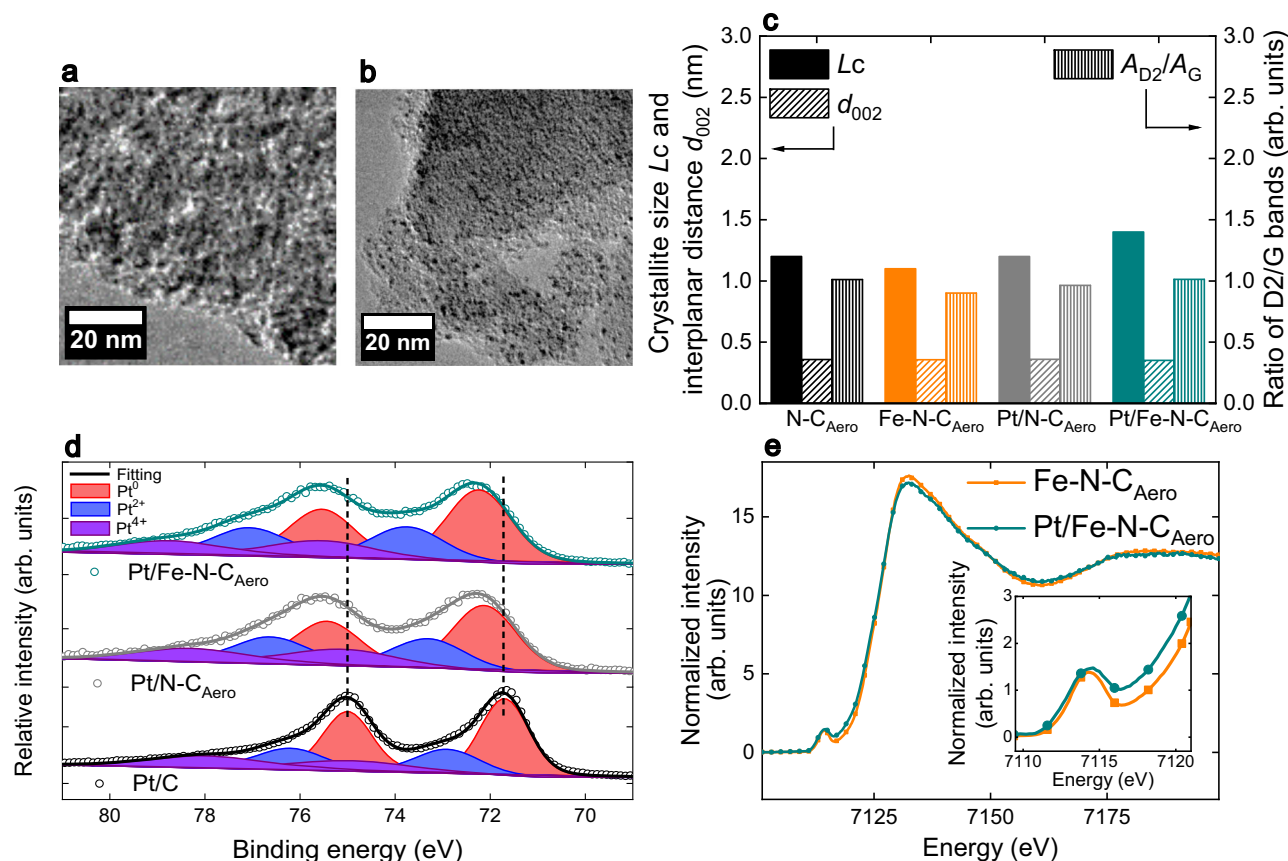 a
20 nm
b
20 nm
c
Crystallite size Lc and
interplanar distance d002 (nm)
3.0
2.5
2.0
1.5
1.0
0.5
0.0
Lc
d002
AD2/AG
N-CAero
Fe-N-CAero
Pt/N-CAero
Pt/Fe-N-CAero
3.0
2.5
2.0
1.5
1.0
0.5
0.0
Ratio of D2/G bands (arb. units)
d
Relative intensity (arb. units)
Fitting
Pt0
Pt2+
Pt4+
Pt/Fe-N-CAero
Pt/N-CAero
Pt/C
80 78 76 74 72 70
Binding energy (eV)
e
Normalized intensity
(arb. units)
15
10
5
0
Fe-N-CAero
Pt/Fe-N-CAero
Normalized intensity
(arb. units)
3
2
1
0
7110 7115 7120
Energy (eV)
7125 7150 7175
Energy (eV)